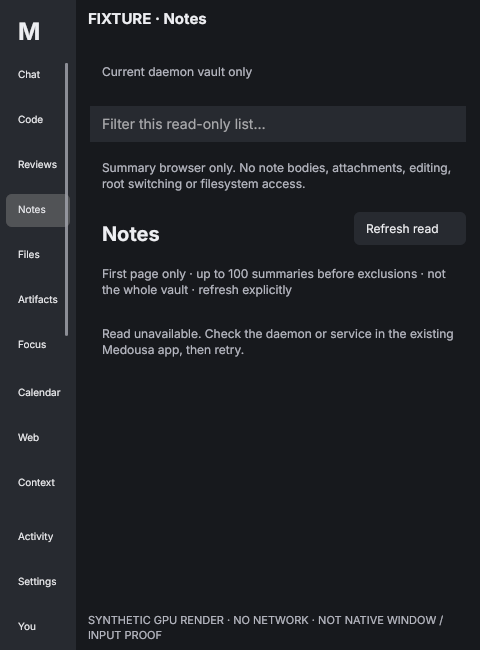 M
Chat
Code
Reviews
Notes
Files
Artifacts
Focus
Calendar
Web
Context
Activity
Settings
You
FIXTURE · Notes
Current daemon vault only
Filter this read-only list...
Summary browser only. No note bodies, attachments, editing,
root switching or filesystem access.
Notes
Refresh read
First page only · up to 100 summaries before exclusions · not
the whole vault · refresh explicitly
Read unavailable. Check the daemon or service in the existing
Medousa app, then retry.
SYNTHETIC GPU RENDER · NO NETWORK · NOT NATIVE WINDOW /
INPUT PROOF